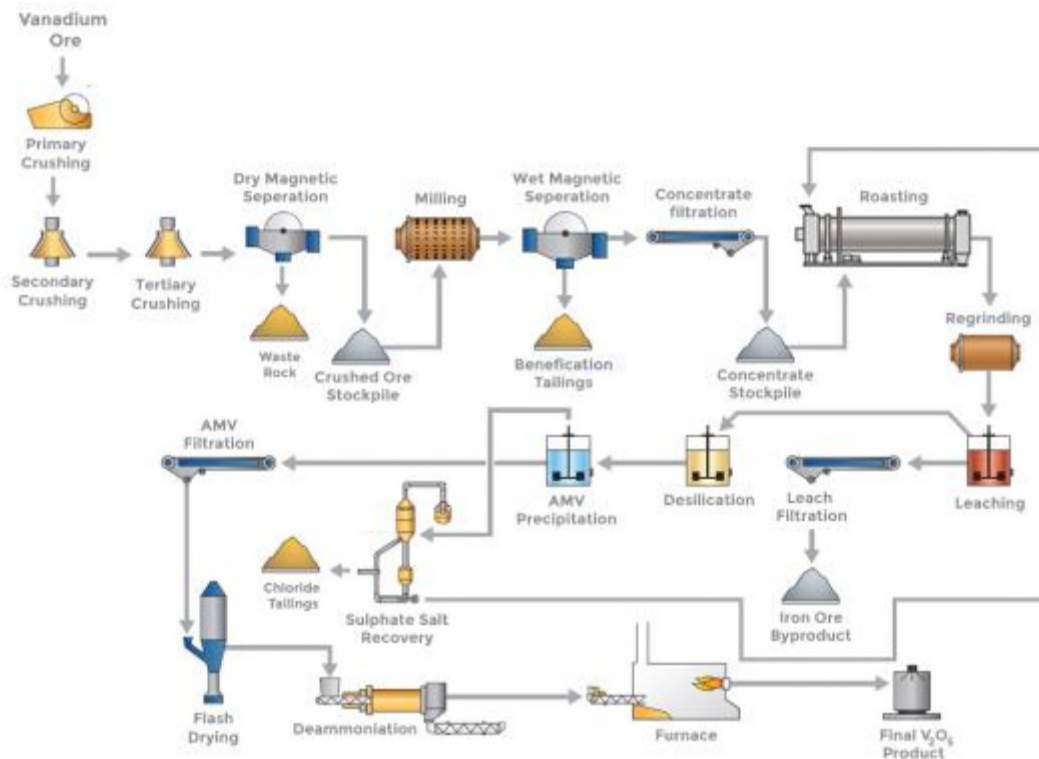 Vanadium
Ore
Primary
Crushing
Secondary
Crushing
Tertiary
Crushing
Dry Magnetic
Seperation
Waste
Rock
Crushed Ore
Stockpile
Milling
Wet Magnetic
Seperation
Benefication
Tailings
Concentrate
filtration
Concentrate
Stockpile
Roasting
Regrinding
Leaching
Leach
Filtration
Iron Ore
Byproduct
Desilication
AMV
Precipitation
AMV
Filtration
Sulphate Salt
Recovery
Chloride
Tailings
Flash
Drying
Deammoniation
Furnace
Final V₂O₅
Product